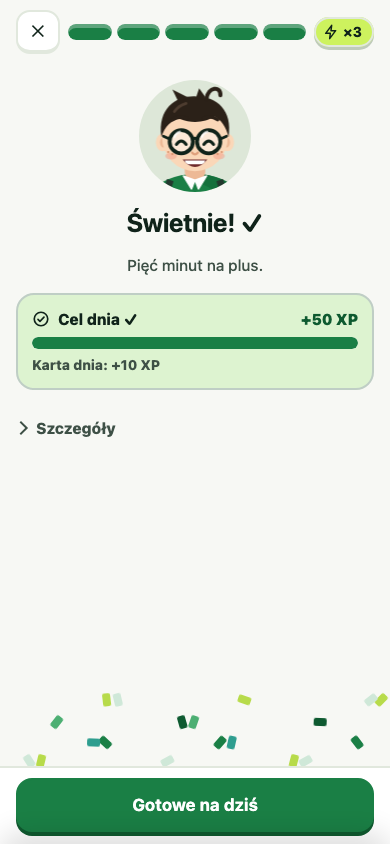 ×3
Świetnie! ✓
Pięć minut na plus.
Cel dnia ✓ +50 XP
Karta dnia: +10 XP
Szczegóły
Gotowe na dziś